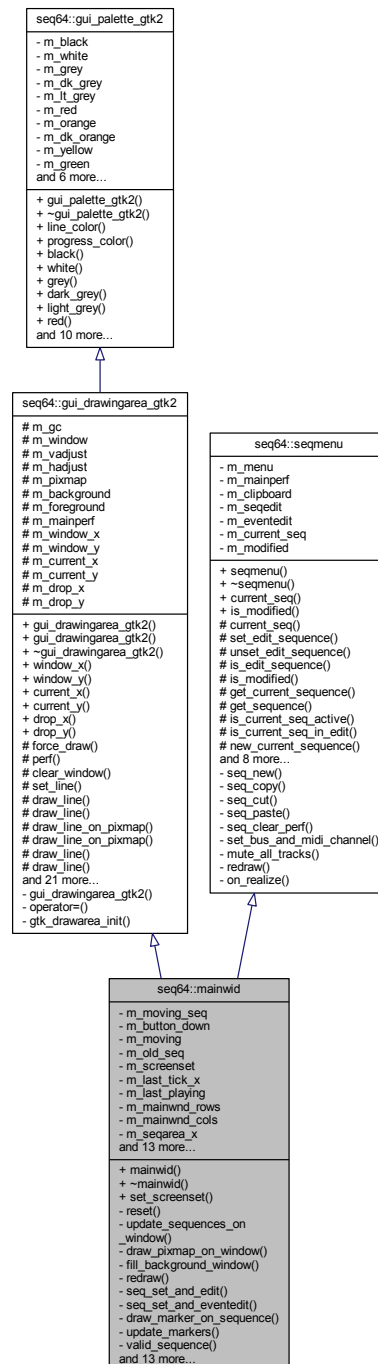 seq64::gui_palette_gtk2
- m_black
- m_white
- m_grey
- m_dk_grey
- m_lt_grey
- m_red
- m_orange
- m_dk_orange
- m_yellow
- m_green
and 6 more...
+ gui_palette_gtk2()
+ ~gui_palette_gtk2()
+ line_color()
+ progress_color()
+ black()
+ white()
+ grey()
+ dark_grey()
+ light_grey()
+ red()
and 10 more...
seq64::gui_drawingarea_gtk2
# m_gc
# m_window
# m_vadjust
# m_hadjust
# m_pixmap
# m_background
# m_foreground
# m_mainperf
# m_window_x
# m_window_y
# m_current_x
# m_current_y
# m_drop_x
# m_drop_y
+ gui_drawingarea_gtk2()
+ gui_drawingarea_gtk2()
+ ~gui_drawingarea_gtk2()
+ window_x()
+ window_y()
+ current_x()
+ current_y()
+ drop_x()
+ drop_y()
# force_draw()
# perf()
# clear_window()
# set_line()
# draw_line()
# draw_line()
# draw_line_on_pixmap()
# draw_line_on_pixmap()
# draw_line()
# draw_line()
and 21 more...
- gui_drawingarea_gtk2()
- operator=()
- gtk_drawarea_init()
seq64::seqmenu
- m_menu
- m_mainperf
- m_clipboard
- m_seqedit
- m_eventedit
- m_current_seq
- m_modified
+ seqmenu()
+ ~seqmenu()
+ current_seq()
+ is_modified()
# current_seq()
# set_edit_sequence()
# unset_edit_sequence()
# is_edit_sequence()
# is_modified()
# get_current_sequence()
# get_sequence()
# is_current_seq_active()
# is_current_seq_in_edit()
# new_current_sequence()
and 8 more...
- seq_new()
- seq_copy()
- seq_cut()
- seq_paste()
- seq_clear_perf()
- set_bus_and_midi_channel()
- mute_all_tracks()
- redraw()
- on_realize()
seq64::mainwid
- m_moving_seq
- m_button_down
- m_moving
- m_old_seq
- m_screenset
- m_last_tick_x
- m_last_playing
- m_mainwnd_rows
- m_mainwnd_cols
- m_seqarea_x
and 13 more...
+ mainwid()
+ ~mainwid()
+ set_screenset()
- reset()
- update_sequences_on
_window()
- draw_pixmap_on_window()
- fill_background_window()
- redraw()
- seq_set_and_edit()
- seq_set_and_eventedit()
- draw_marker_on_sequence()
- update_markers()
- valid_sequence()
and 13 more...